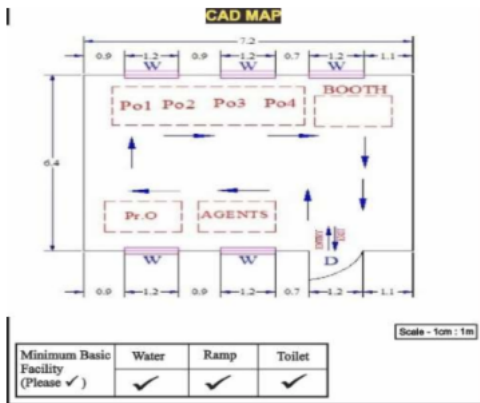 CAD MAP
7.2
0.9 1.2 0.9 1.2 0.7 1.2 1.1
W W W
BOOTH
Po1 Po2 Po3 Po4
6.4
Pr.O AGENTS
ENTRY EXIT
W W D
0.9 1.2 0.9 1.2 0.7 1.2 1.1
Scale - 1cm : 1m
Minimum Basic Water Ramp Toilet
Facility
(Please ✓ ) ✓ ✓ ✓